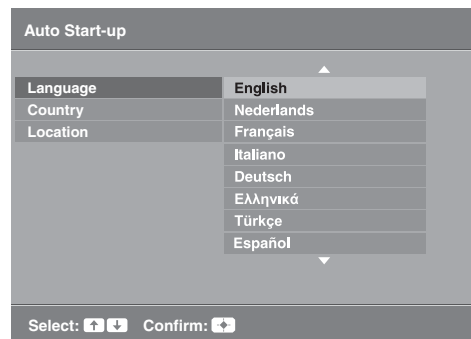 Auto Start-up
Language
Country
Location
English
Nederlands
Français
Italiano
Deutsch
Ελληνικά
Türkçe
Español
Select: Confirm: